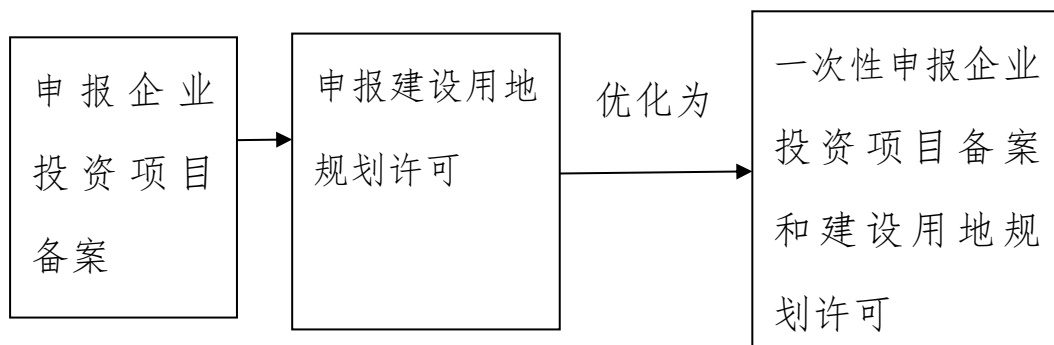 申报企业
投资项目
备案
申报建设用地
规划许可
优化为
一次性申报企业
投资项目备案
和建设用地规
划许可